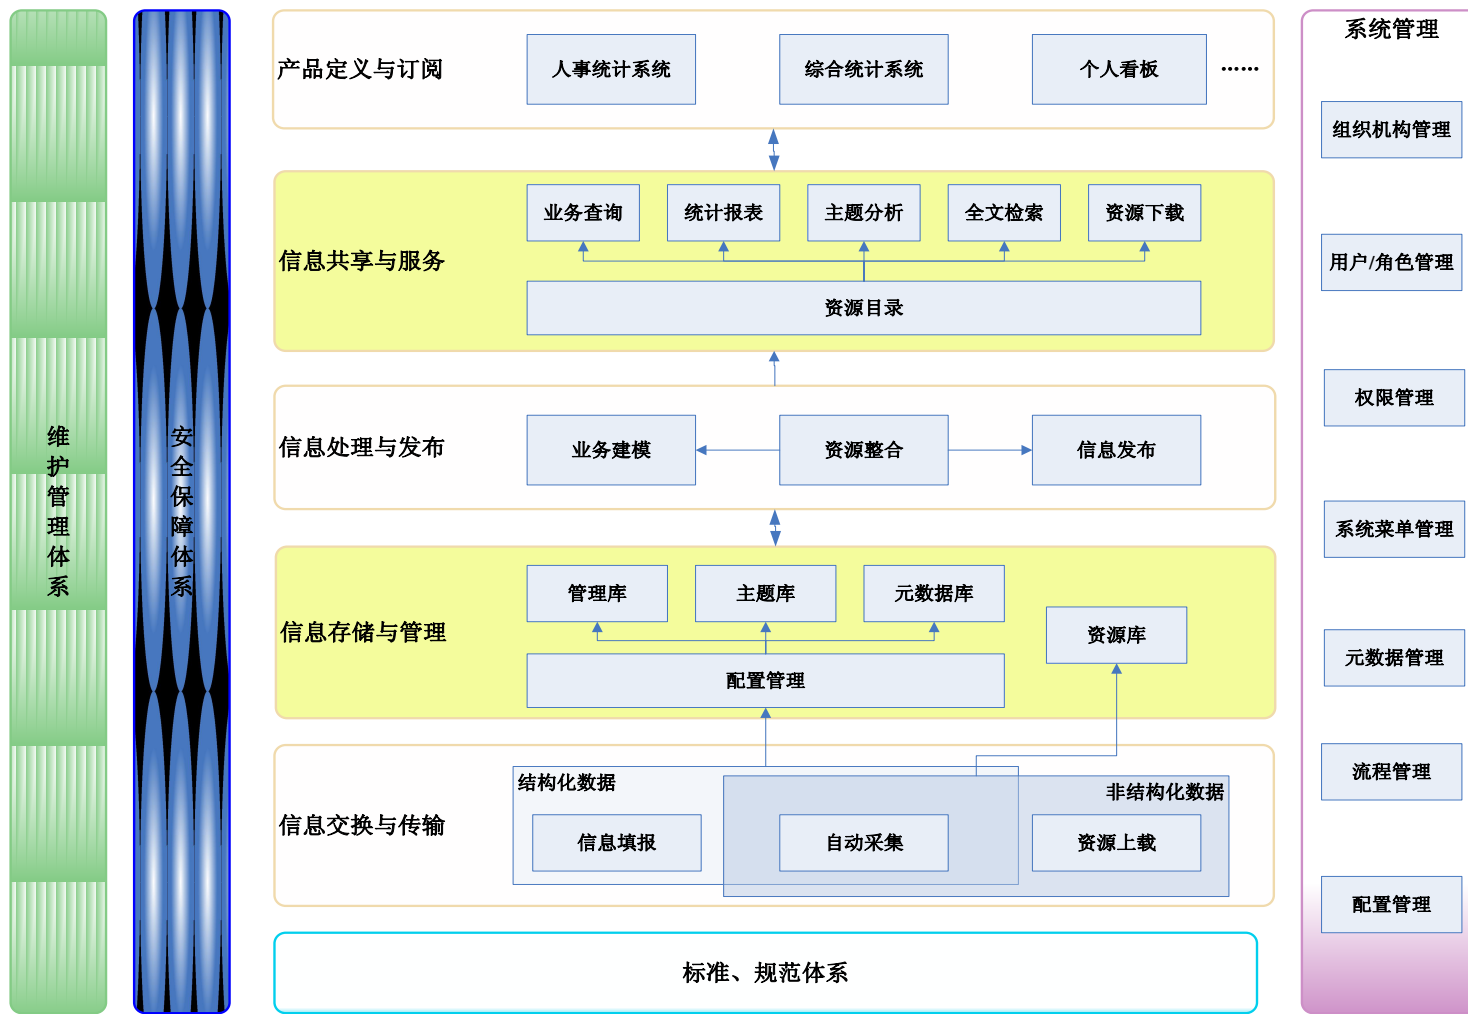 维护管理体系
安全保障体系
产品定义与订阅
人事统计系统
综合统计系统
个人看板
……
信息共享与服务
业务查询
统计报表
主题分析
全文检索
资源下载
资源目录
信息处理与发布
业务建模
资源整合
信息发布
信息存储与管理
管理库
主题库
元数据库
资源库
配置管理
信息交换与传输
结构化数据
非结构化数据
信息填报
自动采集
资源上载
标准、规范体系
系统管理
组织机构管理
用户/角色管理
权限管理
系统菜单管理
元数据管理
流程管理
配置管理